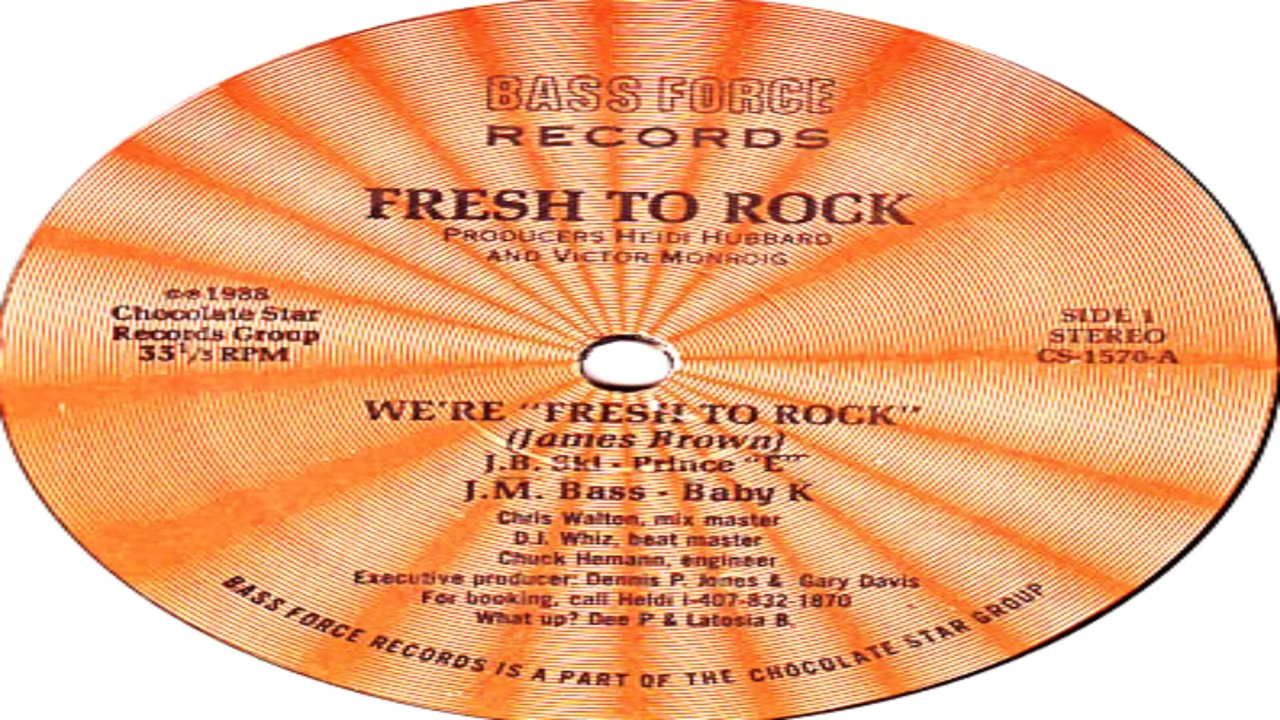 BASS FORCE
RECORDS
FRESH TO ROCK
PRODUCERS HEIDI HUBBARD
AND VICTOR MONROIG
©℗1988
Chocolate Star
Records Group
33 1/3 RPM
SIDE 1
STEREO
CS-1570-A
WE'RE "FRESH TO ROCK"
(James Brown)
J.B. Ski - Prince "E"
J.M. Bass - Baby K
Chris Walton, mix master
D.J. Whiz, beat master
Chuck Hemann, engineer
Executive producer: Dennis P. Jones & Gary Davis
For booking, call Heidi 1-407-832-1870
What up? Dee P & Latosia B.
BASS FORCE RECORDS IS A PART OF THE CHOCOLATE STAR GROUP